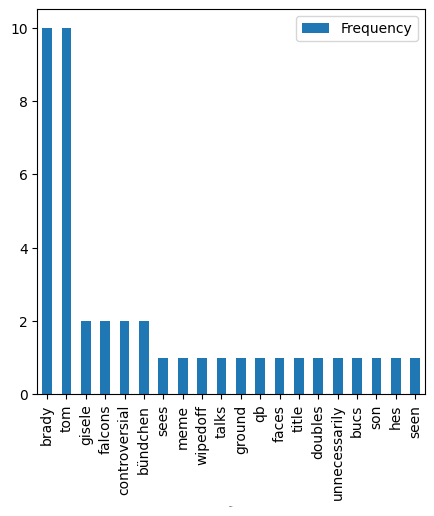 Frequency
10
8
6
4
2
0
brady
tom
gisele
falcons
controversial
bündchen
sees
meme
wipedoff
talks
ground
qb
faces
title
doubles
unnecessarily
bucs
son
hes
seen